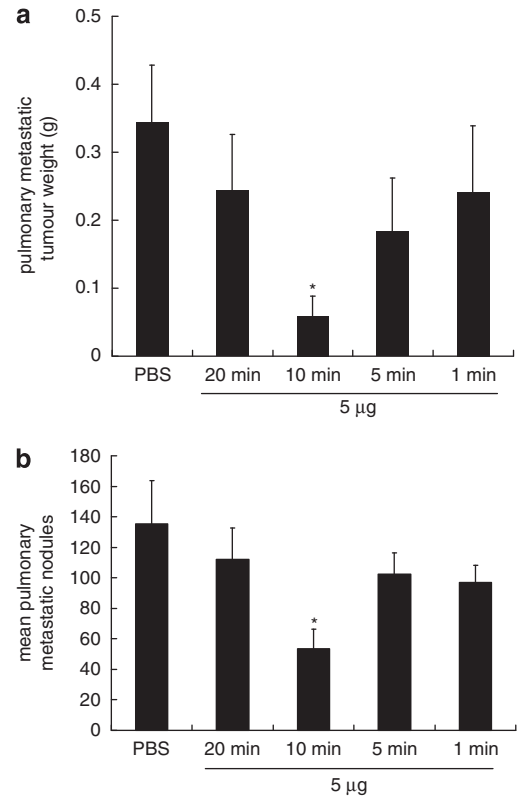 a
pulmonary metastatic
tumour weight (g)
0.5
0.4
0.3
0.2
0.1
0
*
PBS 20 min 10 min 5 min 1 min
5 µg
b
mean pulmonary
metastatic nodules
180
160
140
120
100
80
60
40
20
0
*
PBS 20 min 10 min 5 min 1 min
5 µg